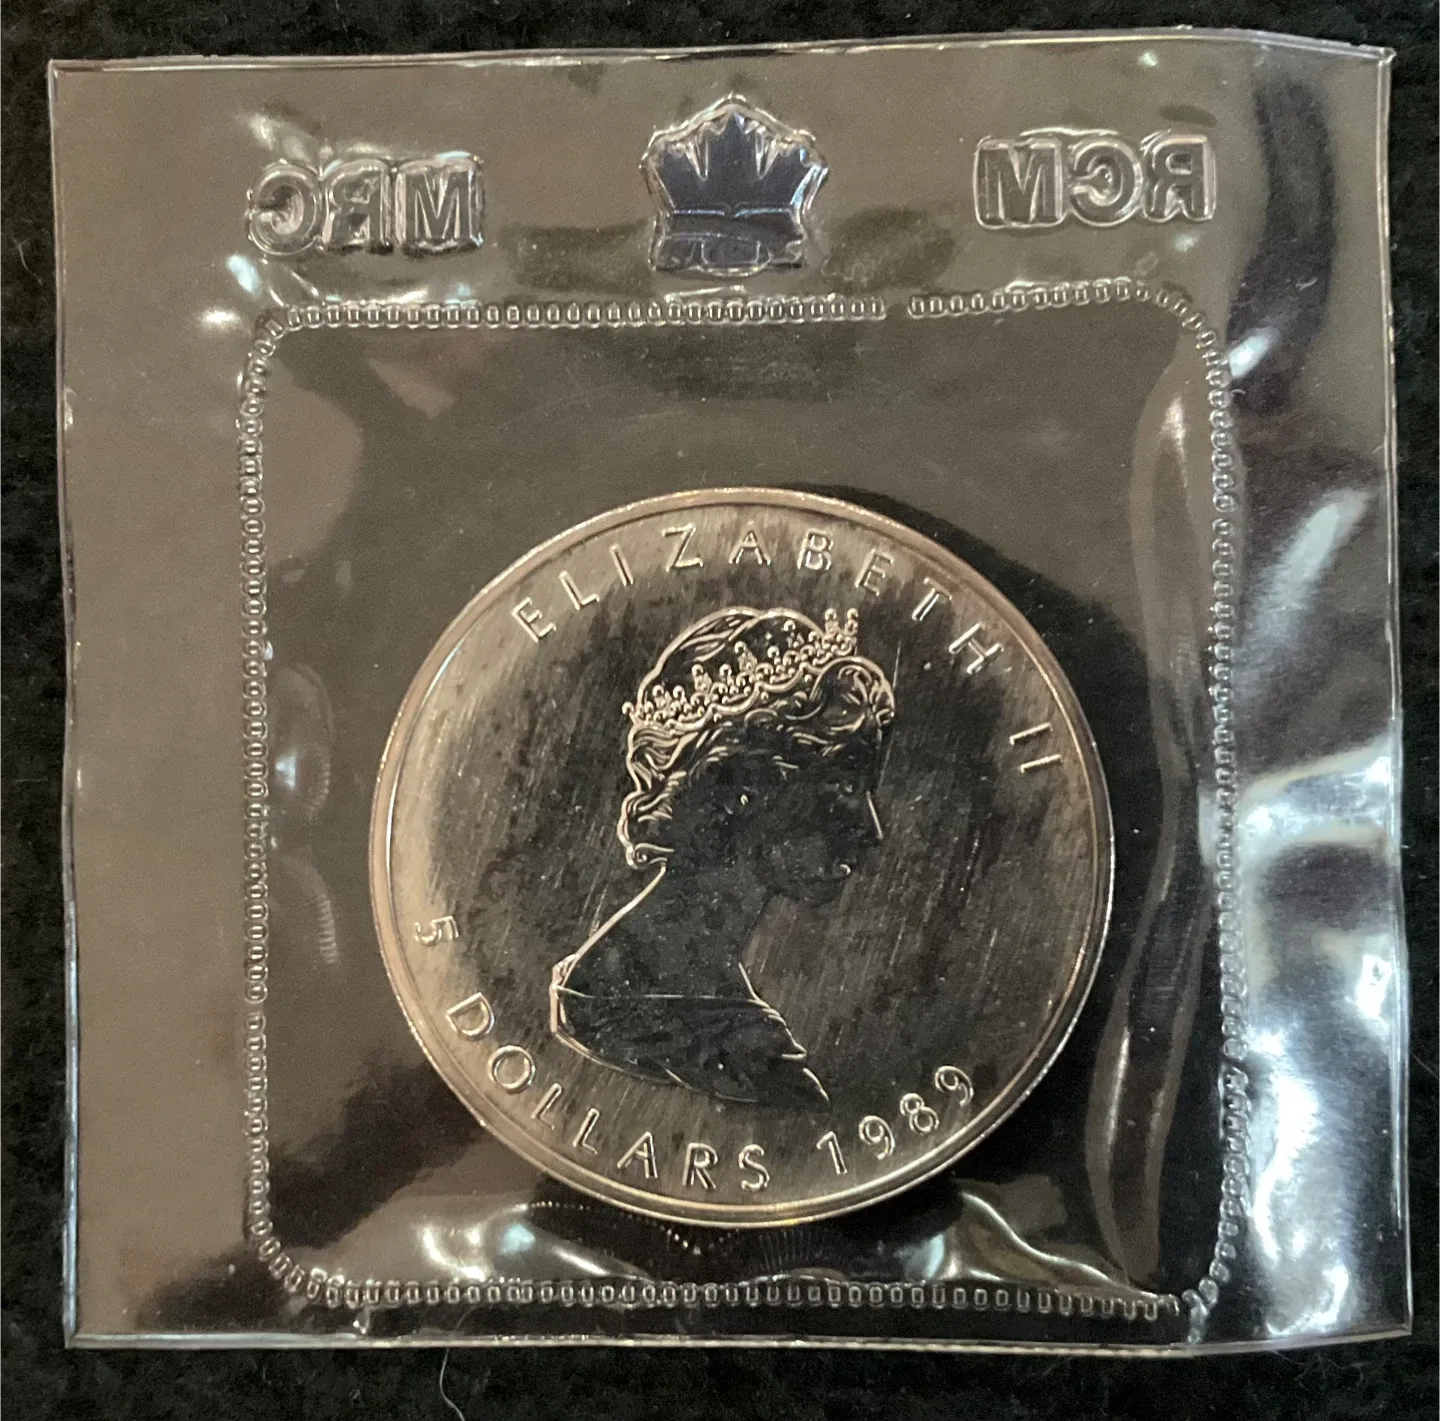 MRC RCM
ELIZABETH II
5 DOLLARS 1989